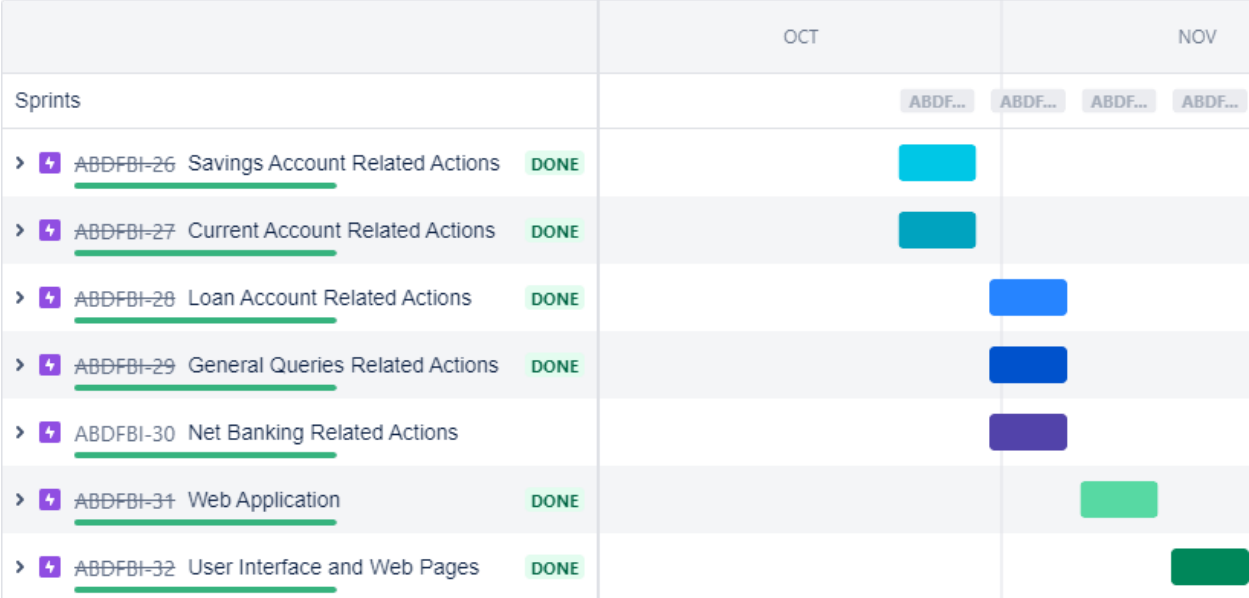 OCT NOV
Sprints ABDF... ABDF... ABDF... ABDF...
ABDFBI-26 Savings Account Related Actions DONE
ABDFBI-27 Current Account Related Actions DONE
ABDFBI-28 Loan Account Related Actions DONE
ABDFBI-29 General Queries Related Actions DONE
ABDFBI-30 Net Banking Related Actions
ABDFBI-31 Web Application DONE
ABDFBI-32 User Interface and Web Pages DONE